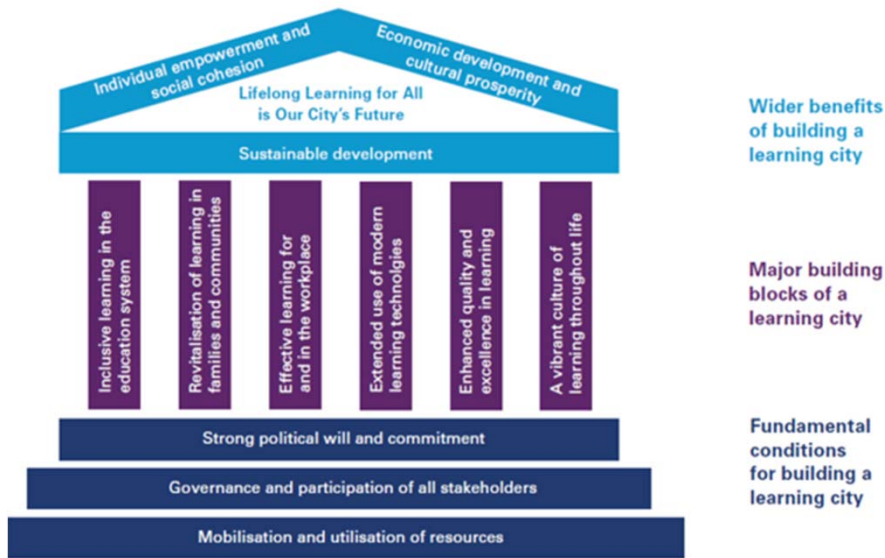 Individual empowerment and
social cohesion
Economic development and
cultural prosperity
Lifelong Learning for All
is Our City's Future
Sustainable development
Wider benefits
of building a
learning city
Inclusive learning in the
education system
Revitalisation of learning in
families and communities
Effective learning for
and in the workplace
Extended use of modern
learning technolgies
Enhanced quality and
excellence in learning
A vibrant culture of
learning throughout life
Major building
blocks of a
learning city
Strong political will and commitment
Governance and participation of all stakeholders
Mobilisation and utilisation of resources
Fundamental
conditions
for building a
learning city